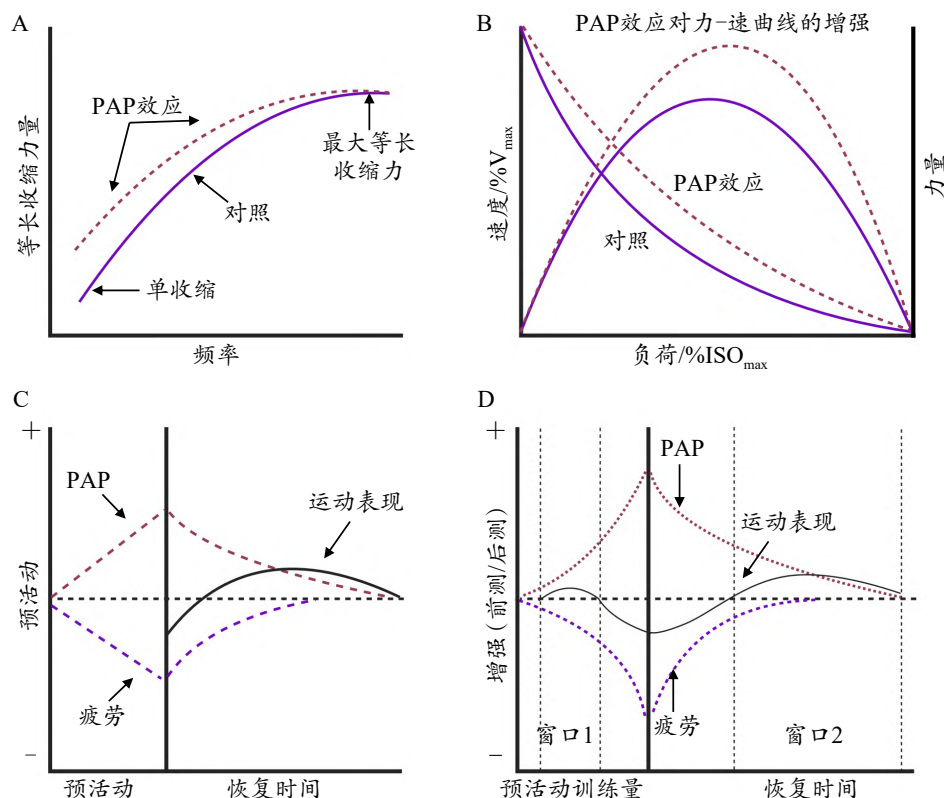 A
等长收缩力量
PAP效应
最大等长
收缩力
对照
单收缩
频率
B
PAP效应对力-速曲线的增强
速度/%Vmax
PAP效应
对照
力量
负荷/%ISOmax
C
+
预活动
PAP
运动表现
疲劳
−
预活动
恢复时间
D
+
增强(前测/后测)
PAP
运动表现
疲劳
窗口1
窗口2
−
预活动训练量
恢复时间